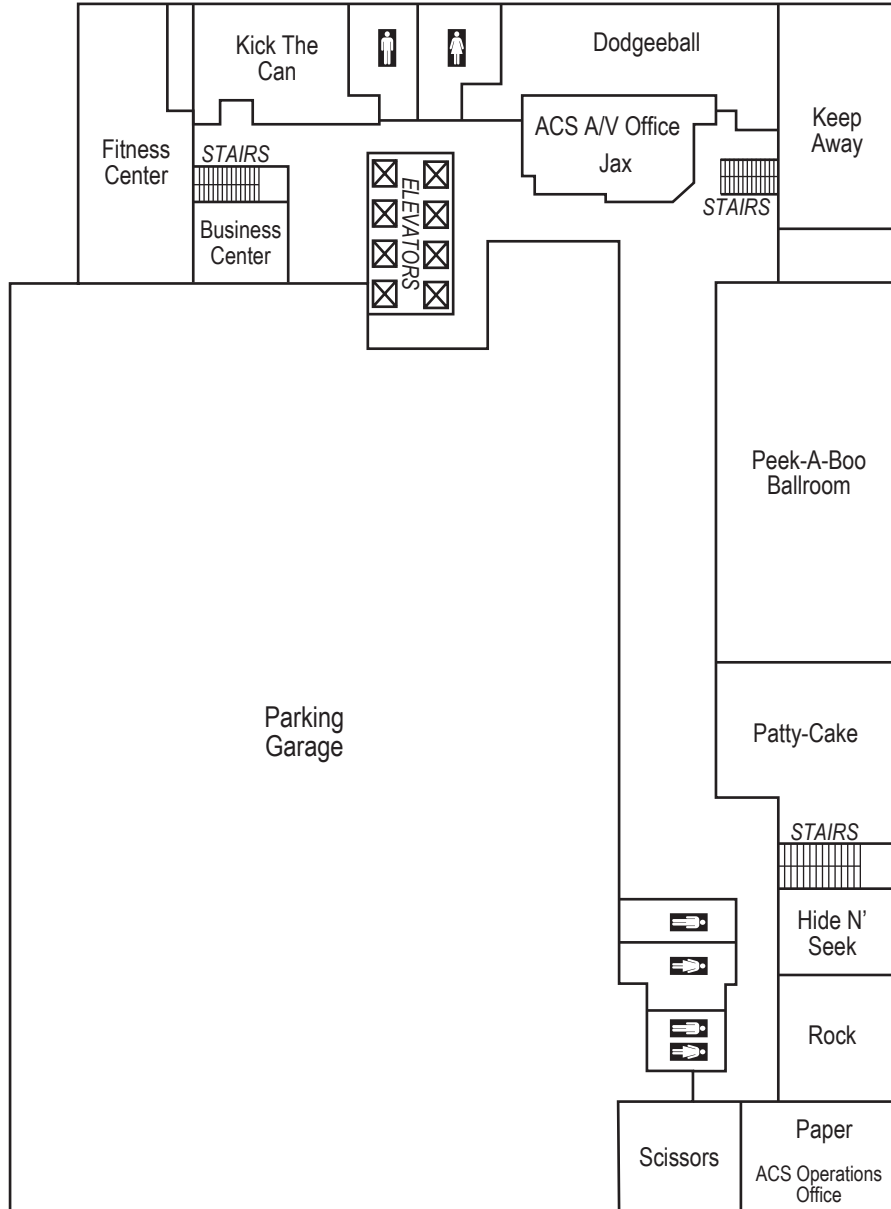 Kick The
Can
Dodgeeball
Keep
Away
ACS A/V Office
Jax
Fitness
Center
STAIRS
ELEVATORS
STAIRS
Business
Center
Peek-A-Boo
Ballroom
Parking
Garage
Patty-Cake
STAIRS
Hide N'
Seek
Rock
Scissors
Paper
ACS Operations
Office